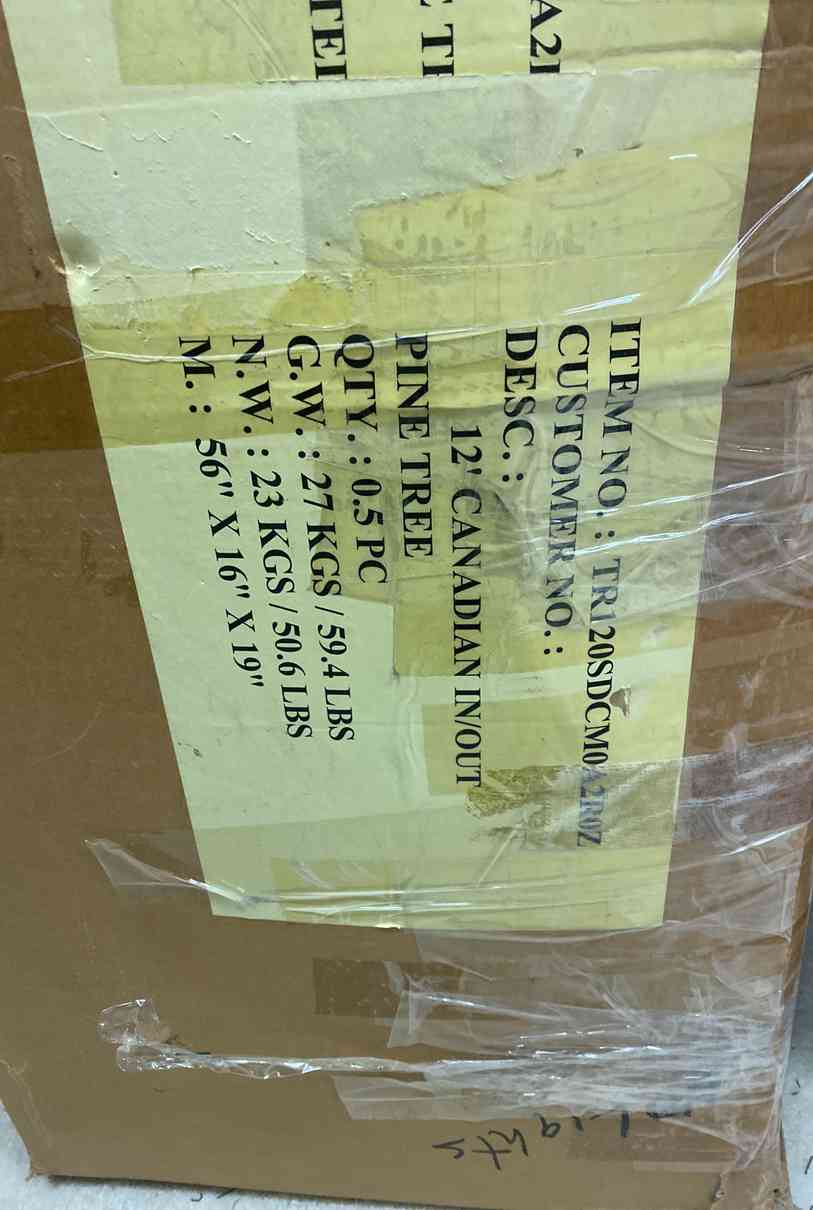 ITEM NO. : TR120SDCM0A2R0Z
CUSTOMER NO. :
DESC. :
12' CANADIAN IN/OUT
PINE TREE
QTY. : 0.5 PC
G.W. : 27 KGS / 59.4 LBS
N.W. : 23 KGS / 50.6 LBS
M. : 56" X 16" X 19"
Lights